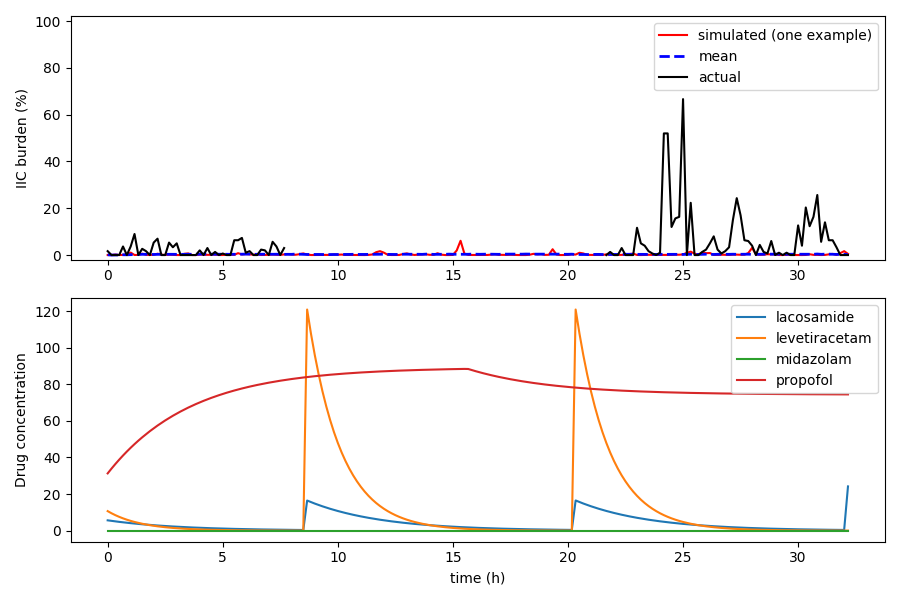 100
80
60
40
20
0
IIC burden (%)
simulated (one example)
mean
actual
0 5 10 15 20 25 30
120
100
80
60
40
20
0
Drug concentration
lacosamide
levetiracetam
midazolam
propofol
0 5 10 15 20 25 30
time (h)